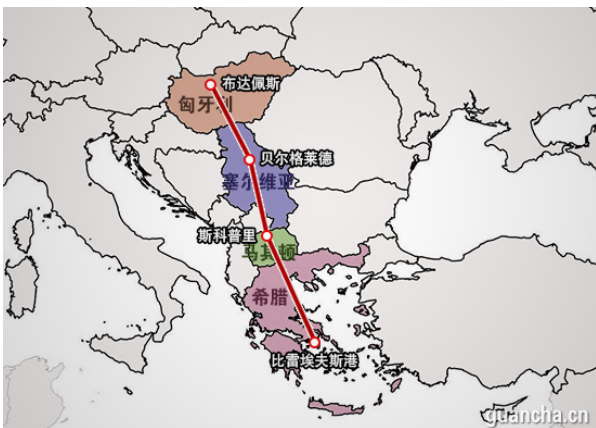 布达佩斯
匈牙利
贝尔格莱德
塞尔维亚
斯科普里
马其顿
希腊
比雷埃夫斯港
guancha.cn